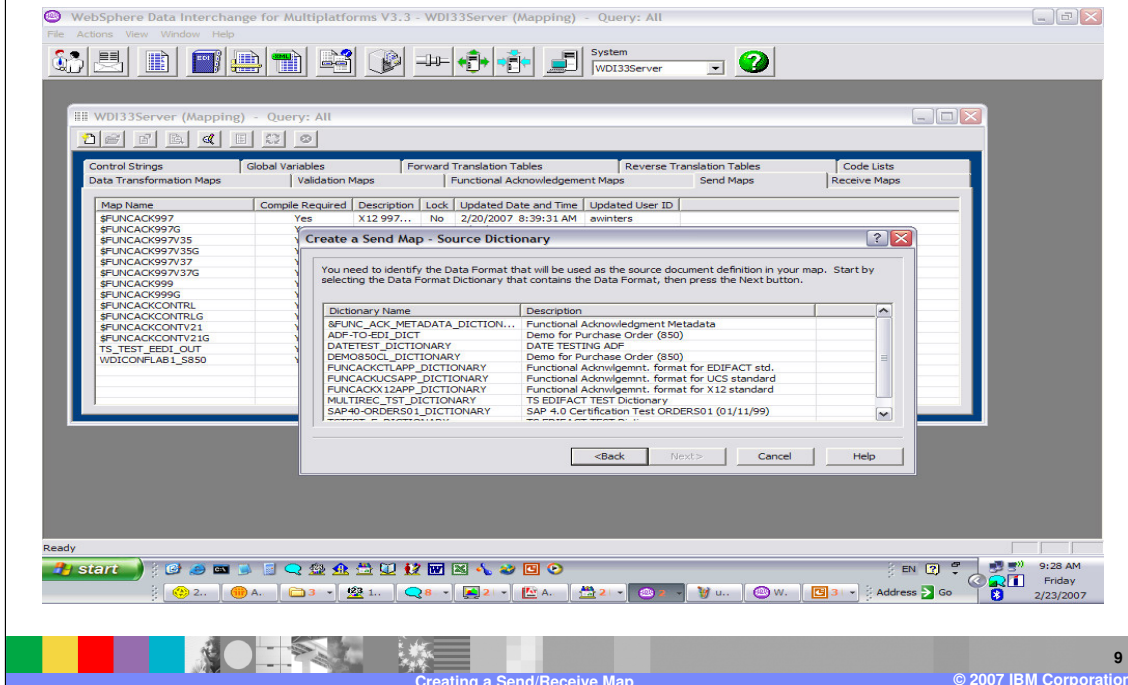 WebSphere Data Interchange for Multiplatforms V3.3 - WDI33Server (Mapping) - Query: All
File Actions View Window Help
System
WDI33Server
WDI33Server (Mapping) - Query: All
Control Strings Global Variables Forward Translation Tables Reverse Translation Tables Code Lists
Data Transformation Maps Validation Maps Functional Acknowledgement Maps Send Maps Receive Maps
Map Name Compile Required Description Lock Updated Date and Time Updated User ID
$FUNCACK997 Yes X12 997... No 2/20/2007 8:39:31 AM awinters
$FUNCACK997G
$FUNCACK997V35
$FUNCACK997V35G
$FUNCACK997V37
$FUNCACK997V37G
$FUNCACK999
$FUNCACK999G
$FUNCACKCONTRL
$FUNCACKCONTRLG
$FUNCACKCONTV21
$FUNCACKCONTV21G
TS_TEST_EEDI_OUT
WDICONFLAB1_S850
Create a Send Map - Source Dictionary
You need to identify the Data Format that will be used as the source document definition in your map. Start by
selecting the Data Format Dictionary that contains the Data Format, then press the Next button.
Dictionary Name Description
&FUNC_ACK_METADATA_DICTION... Functional Acknowledgment Metadata
ADF-TO-EDI_DICT Demo for Purchase Order (850)
DATETEST_DICTIONARY DATE TESTING ADF
DEMO850CL_DICTIONARY Demo for Purchase Order (850)
FUNCACKCTLAPP_DICTIONARY Functional Acknwlgemnt. format for EDIFACT std.
FUNCACKUCSAPP_DICTIONARY Functional Acknwlgemnt. format for UCS standard
FUNCACKX12APP_DICTIONARY Functional Acknwlgemnt. format for X12 standard
MULTIREC_TST_DICTIONARY TS EDIFACT TEST Dictionary
SAP40-ORDERS01_DICTIONARY SAP 4.0 Certification Test ORDERS01 (01/11/99)
<Back Next> Cancel Help
Ready
start EN 9:28 AM
Friday
2.. A. 3 1.. 8 2 A. 2 2 u.. W. 3 Address Go 2/23/2007
9
Creating a Send/Receive Map © 2007 IBM Corporation